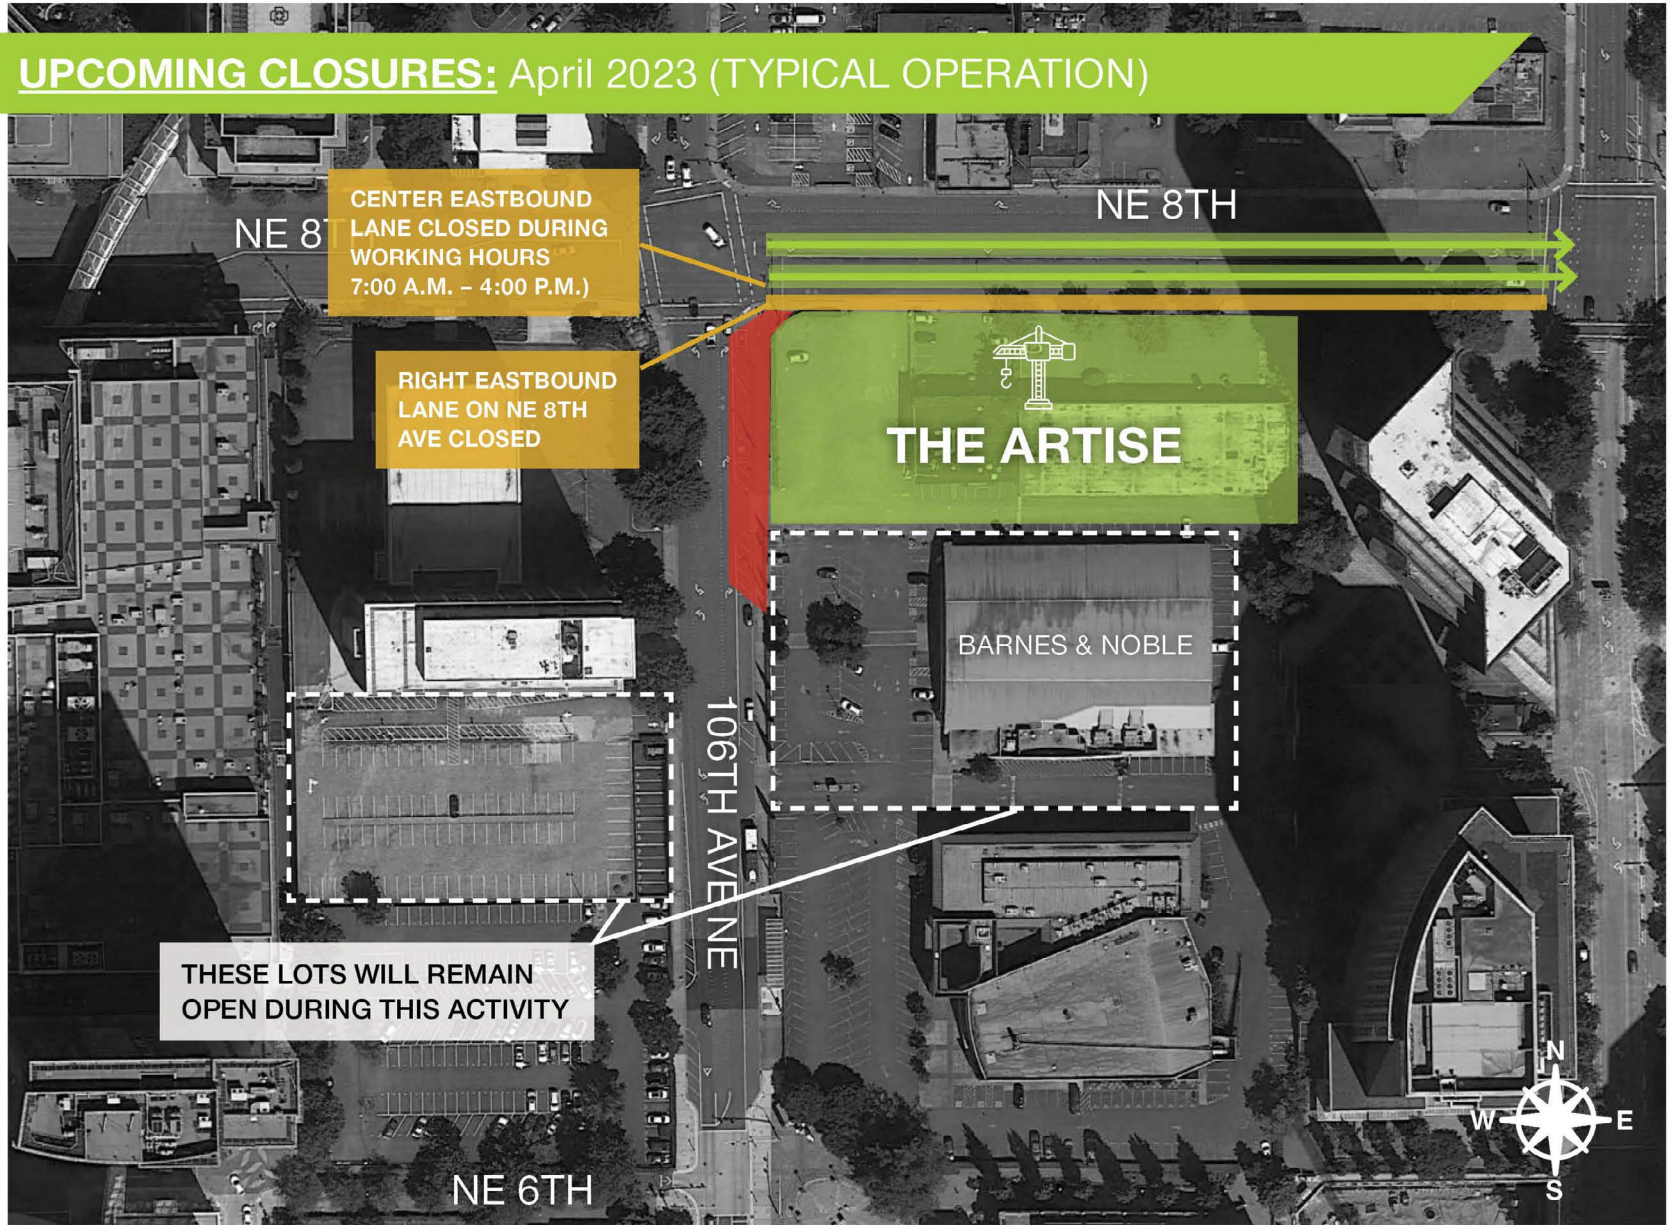 UPCOMING CLOSURES: April 2023 (TYPICAL OPERATION)
NE 8T
CENTER EASTBOUND
LANE CLOSED DURING
WORKING HOURS
7:00 A.M. – 4:00 P.M.)
NE 8TH
RIGHT EASTBOUND
LANE ON NE 8TH
AVE CLOSED
THE ARTISE
BARNES & NOBLE
106TH AVE NE
THESE LOTS WILL REMAIN
OPEN DURING THIS ACTIVITY
NE 6TH
N
W
E
S